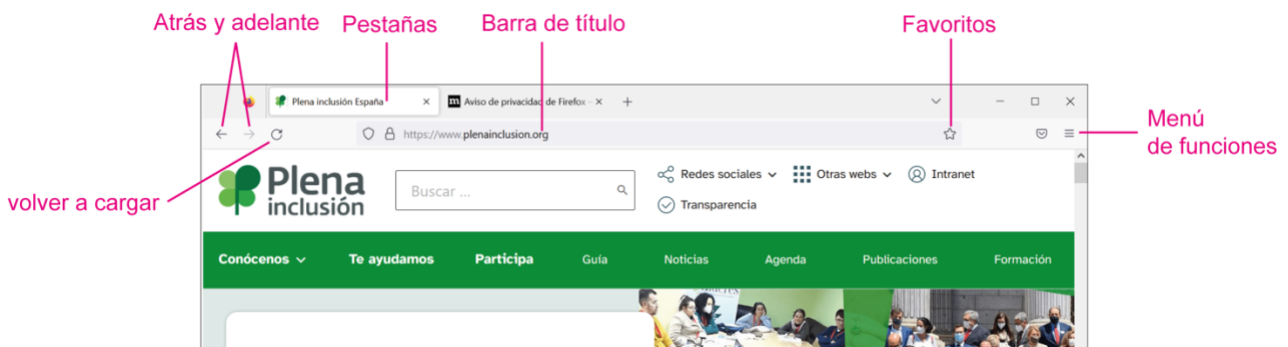 Atrás y adelante
Pestañas
Barra de título
Favoritos
Plena inclusión España
m Aviso de privacidad de Firefox
https://www.plenainclusion.org
Menú
de funciones
volver a cargar
Plena
inclusión
Buscar ...
Redes sociales
Otras webs
Intranet
Transparencia
Conócenos
Te ayudamos
Participa
Guía
Noticias
Agenda
Publicaciones
Formación